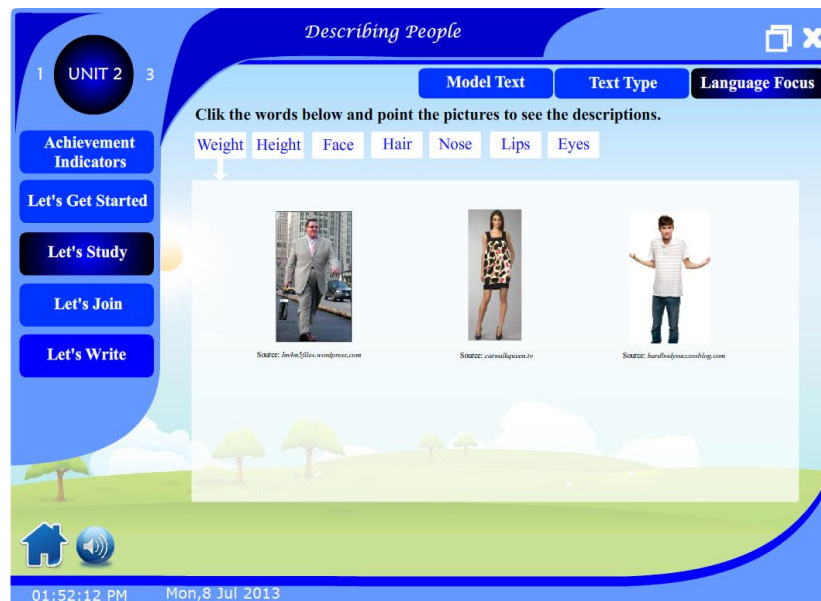 Describing People
1 UNIT 2 3
Model Text
Text Type
Language Focus
Clik the words below and point the pictures to see the descriptions.
Weight Height Face Hair Nose Lips Eyes
Achievement
Indicators
Let's Get Started
Let's Study
Let's Join
Let's Write
Source: lm4m5files.wordpress.com
Source: catwalkqueen.tv
Source: hardbodysuccessblog.com
01:52:12 PM Mon,8 Jul 2013